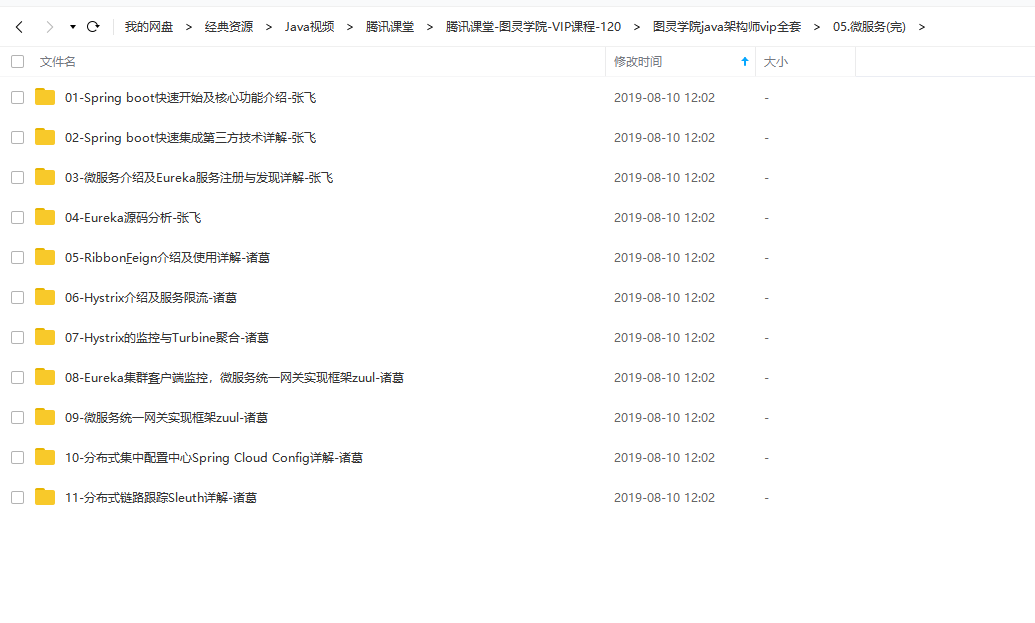 我的网盘 > 经典资源 > Java视频 > 腾讯课堂 > 腾讯课堂-图灵学院-VIP课程-120 > 图灵学院java架构师vip全套 > 05.微服务(完) >
文件名 修改时间 大小
01-Spring boot快速开始及核心功能介绍-张飞 2019-08-10 12:02 -
02-Spring boot快速集成第三方技术详解-张飞 2019-08-10 12:02 -
03-微服务介绍及Eureka服务注册与发现详解-张飞 2019-08-10 12:02 -
04-Eureka源码分析-张飞 2019-08-10 12:02 -
05-RibbonFeign介绍及使用详解-诸葛 2019-08-10 12:02 -
06-Hystrix介绍及服务限流-诸葛 2019-08-10 12:02 -
07-Hystrix的监控与Turbine聚合-诸葛 2019-08-10 12:02 -
08-Eureka集群客户端监控，微服务统一网关实现框架zuul-诸葛 2019-08-10 12:02 -
09-微服务统一网关实现框架zuul-诸葛 2019-08-10 12:02 -
10-分布式集中配置中心Spring Cloud Config详解-诸葛 2019-08-10 12:02 -
11-分布式链路跟踪Sleuth详解-诸葛 2019-08-10 12:02 -